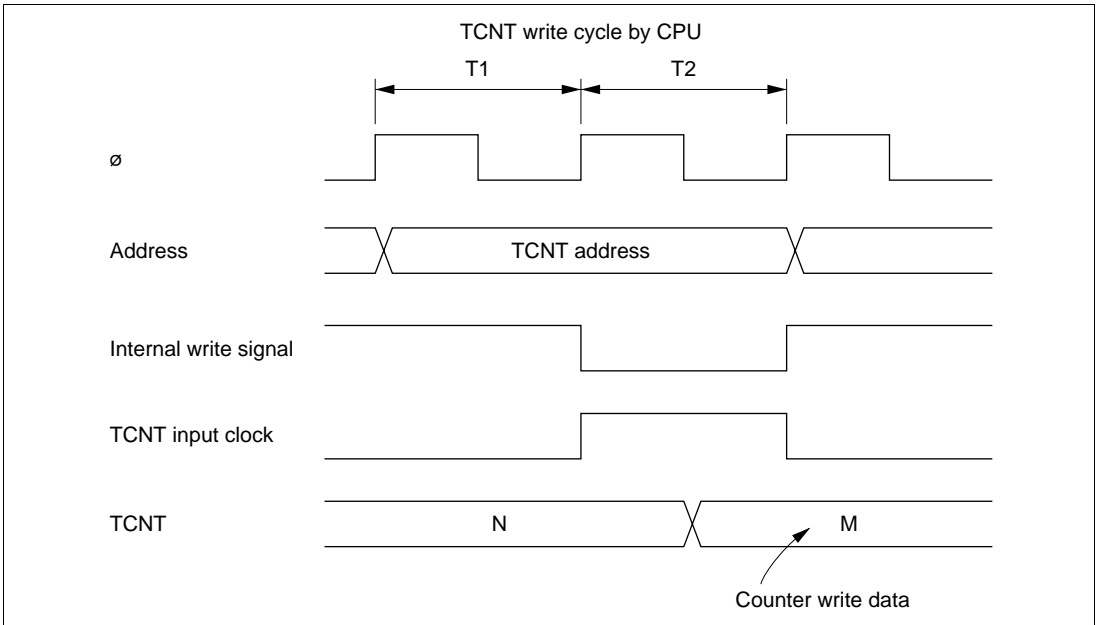 TCNT write cycle by CPU
T1 T2
ø
Address TCNT address
Internal write signal
TCNT input clock
TCNT N M
Counter write data